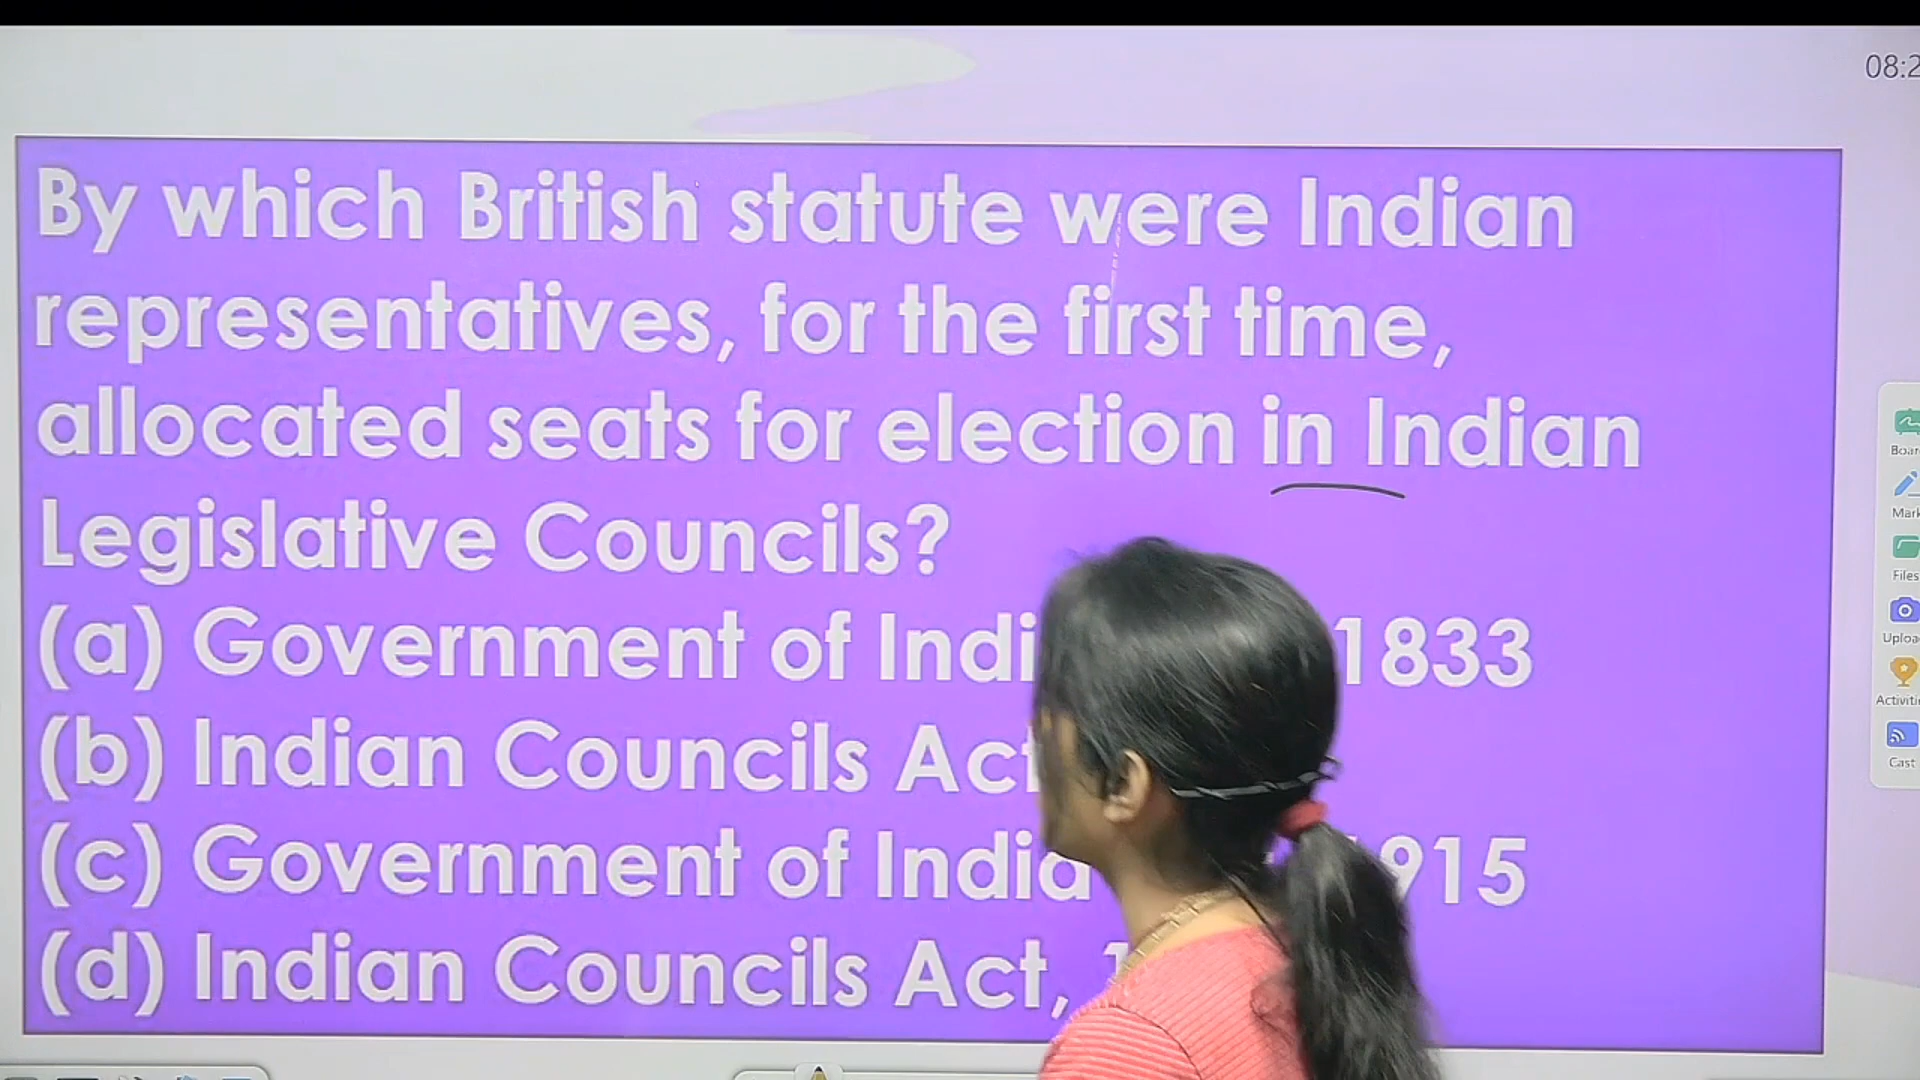 08:2
By which British statute were Indian
representatives, for the first time,
allocated seats for election in Indian
Legislative Councils?
(a) Government of Indi 1833
(b) Indian Councils Act
(c) Government of India 915
(d) Indian Councils Act, 1
Boar
Mark
Files
Uploa
Activiti
Cast